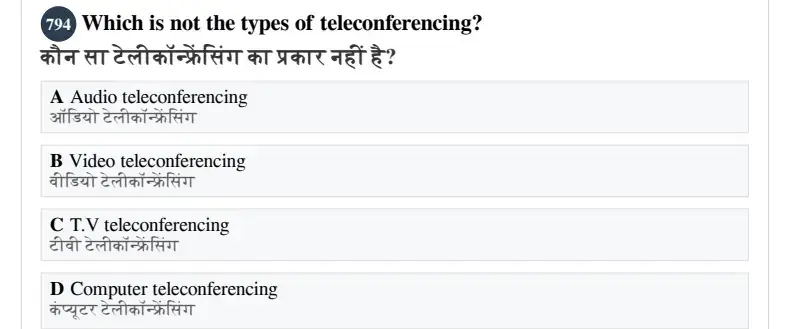 794 Which is not the types of teleconferencing?
कौन सा टेलीकॉन्फ्रेंसिंग का प्रकार नहीं है?
A Audio teleconferencing
ऑडियो टेलीकॉन्फ्रेंसिंग
B Video teleconferencing
वीडियो टेलीकॉन्फ्रेंसिंग
C T.V teleconferencing
टीवी टेलीकॉन्फ्रेंसिंग
D Computer teleconferencing
कंप्यूटर टेलीकॉन्फ्रेंसिंग